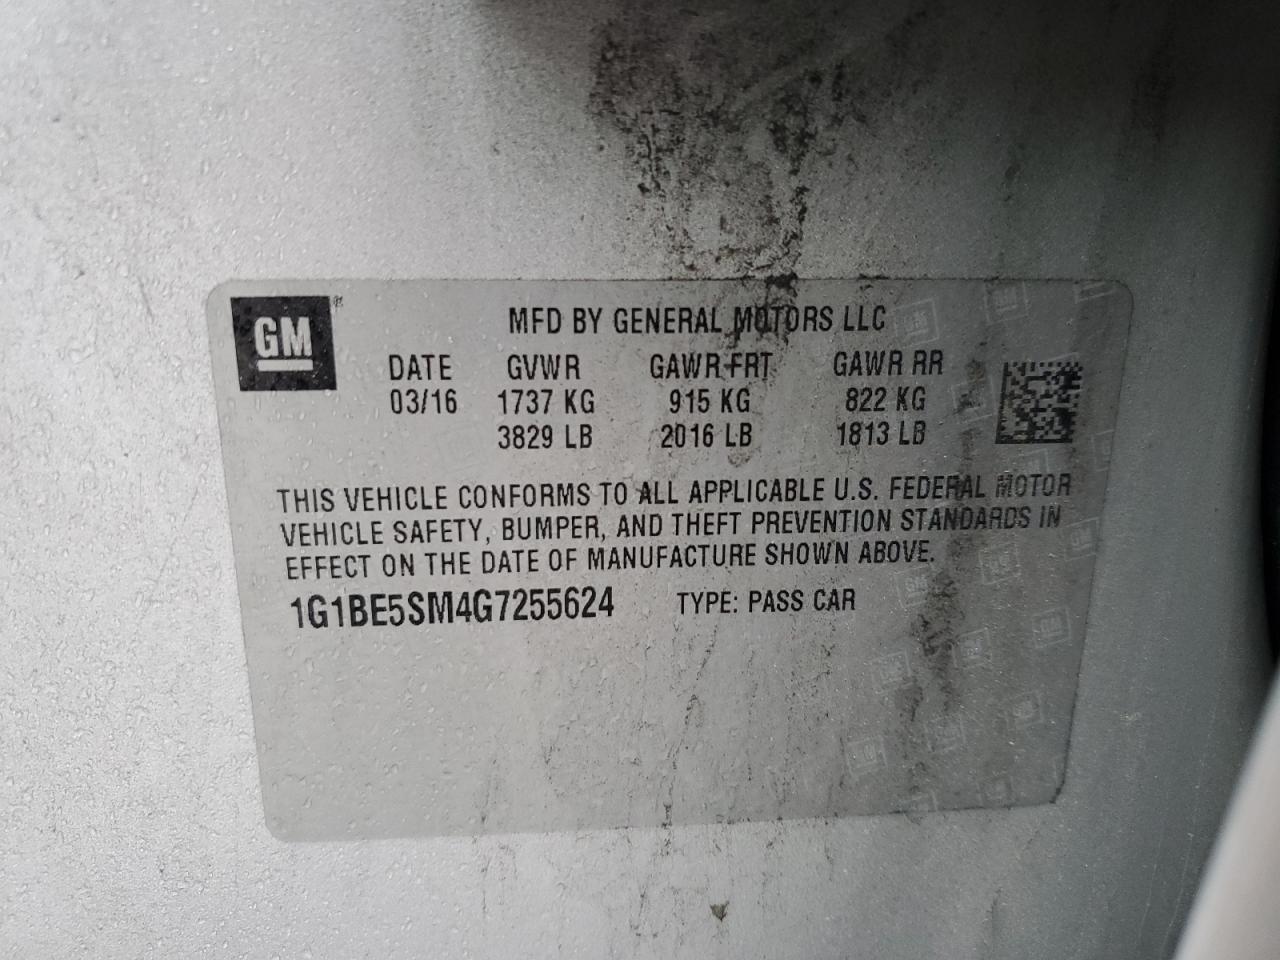 GM ®
MFD BY GENERAL MOTORS LLC
DATE GVWR GAWR FRT GAWR RR
03/16 1737 KG 915 KG 822 KG
3829 LB 2016 LB 1813 LB
THIS VEHICLE CONFORMS TO ALL APPLICABLE U.S. FEDERAL MOTOR
VEHICLE SAFETY, BUMPER, AND THEFT PREVENTION STANDARDS IN
EFFECT ON THE DATE OF MANUFACTURE SHOWN ABOVE.
1G1BE5SM4G7255624 TYPE: PASS CAR